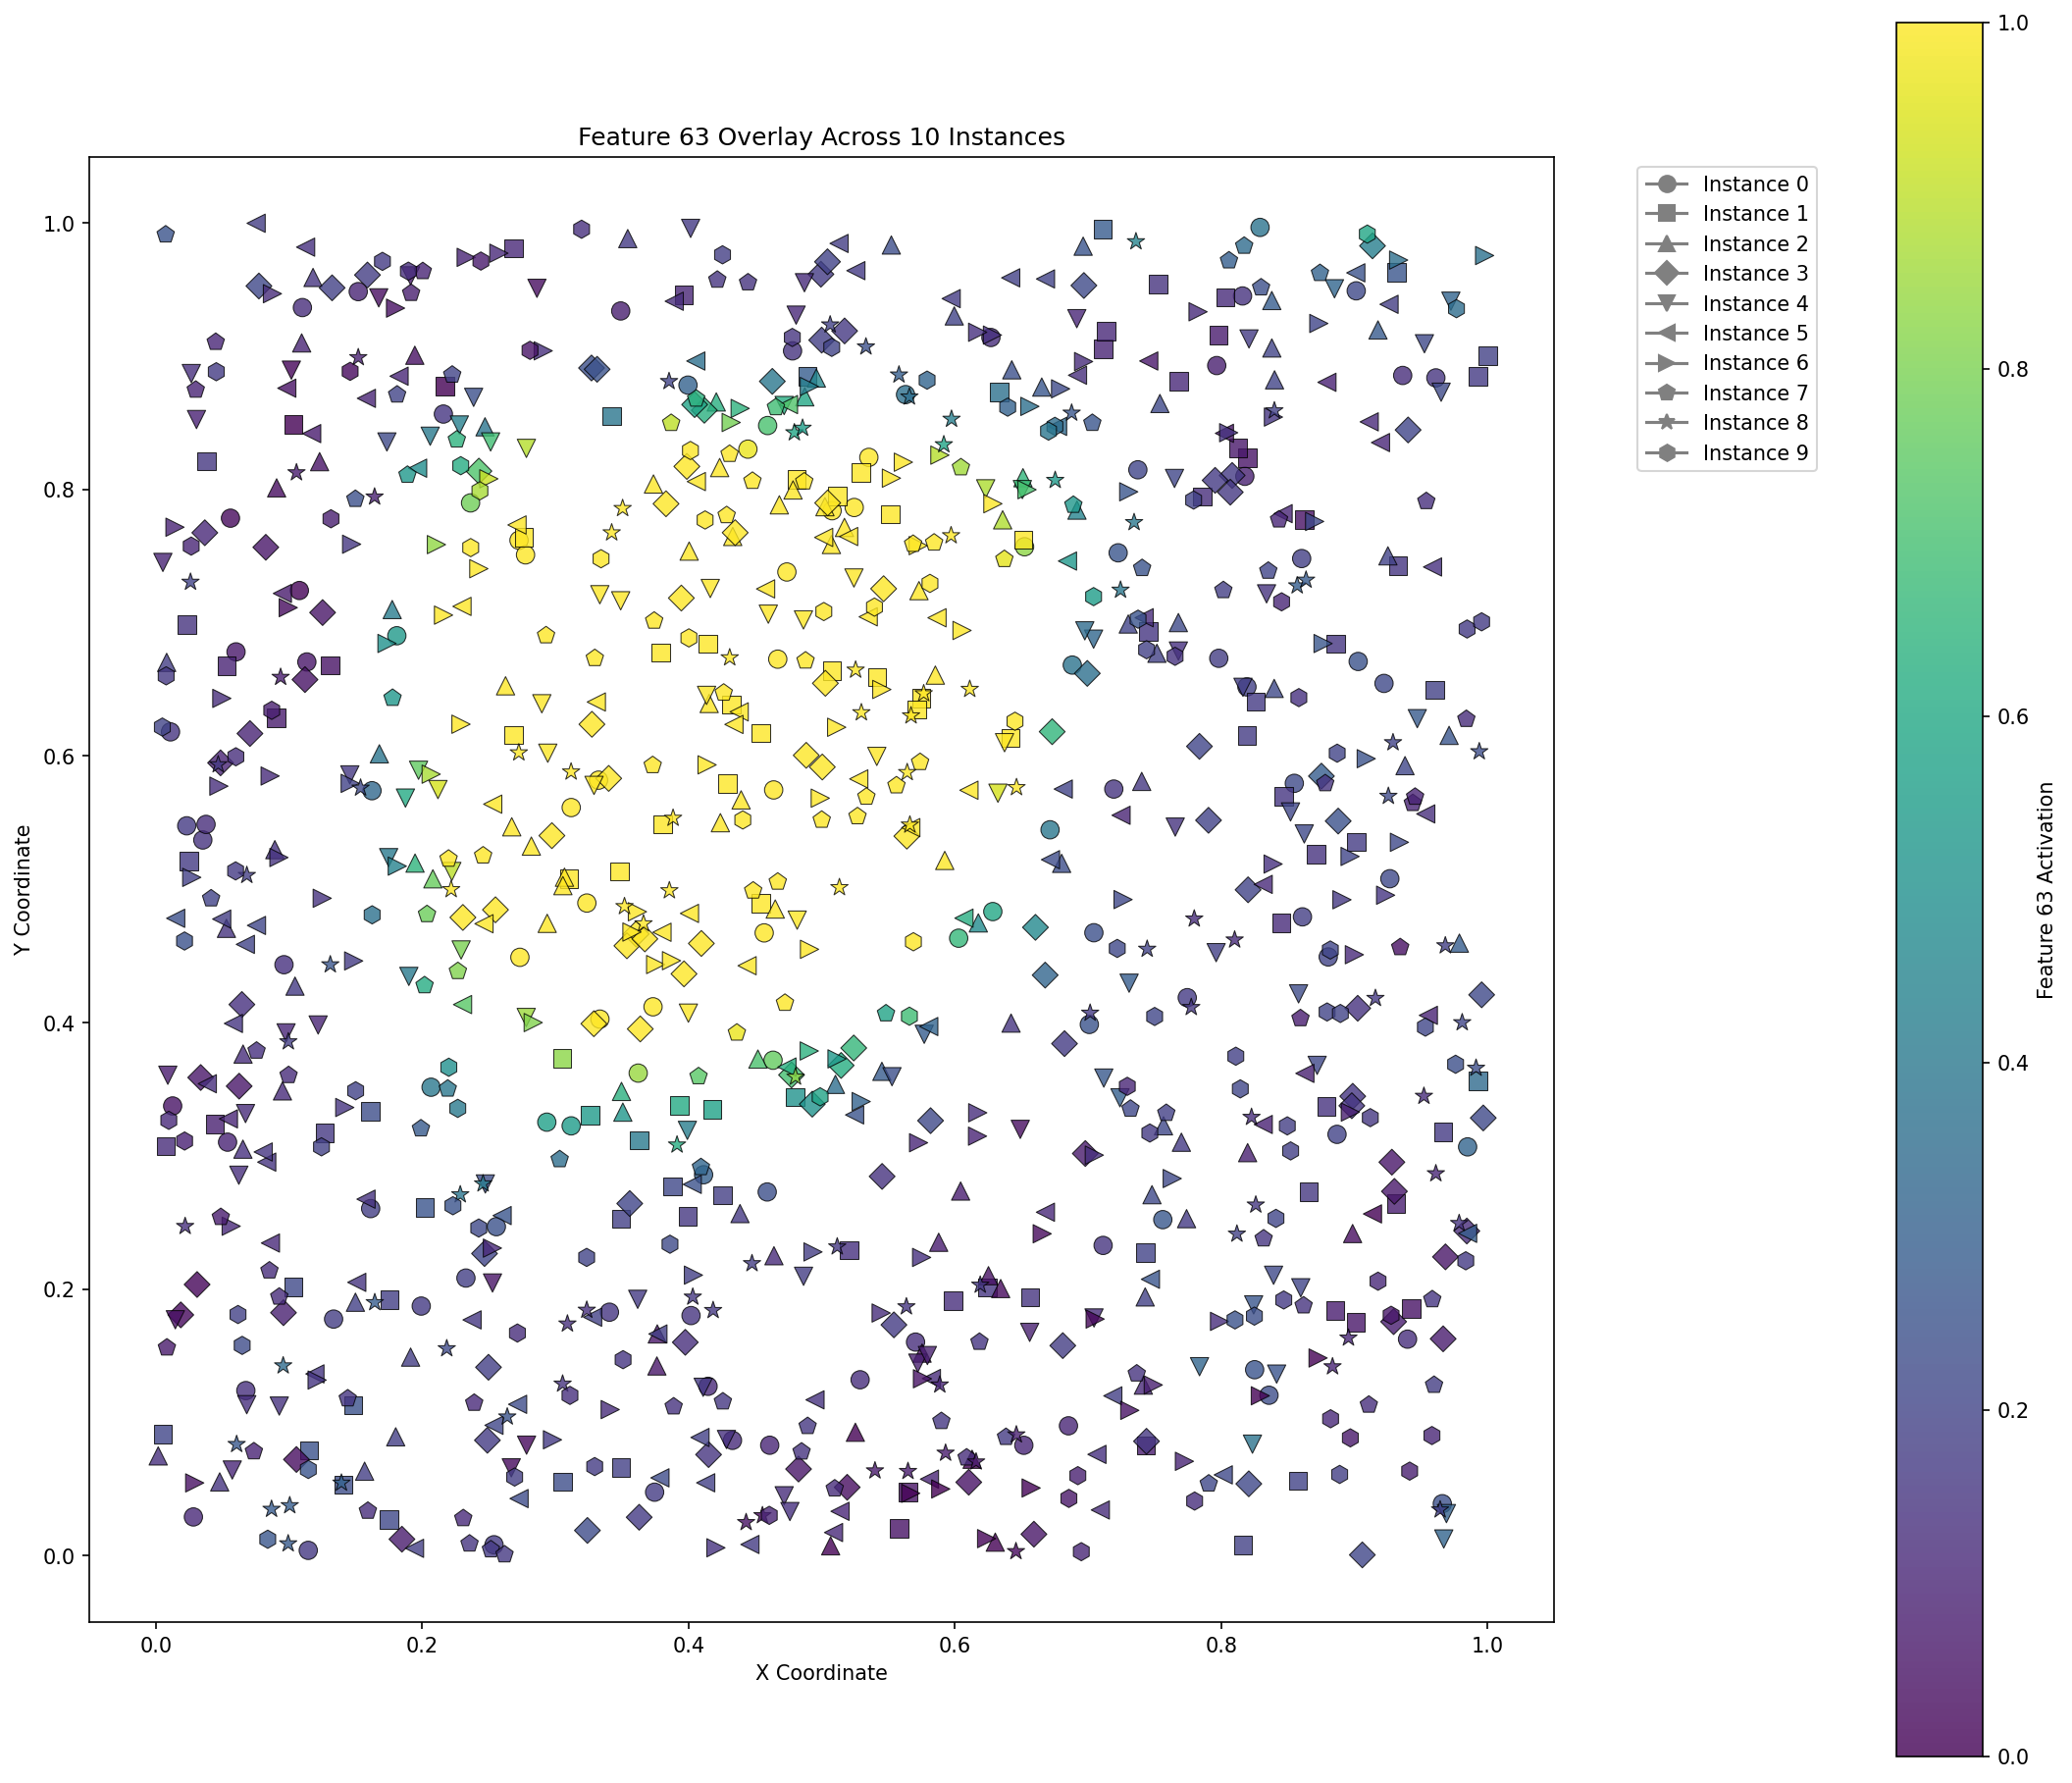 Feature 63 Overlay Across 10 Instances
Instance 0
Instance 1
Instance 2
Instance 3
Instance 4
Instance 5
Instance 6
Instance 7
Instance 8
Instance 9
1.0
0.8
0.6
0.4
0.2
0.0
Y Coordinate
0.0 0.2 0.4 0.6 0.8 1.0
X Coordinate
1.0
0.8
0.6
0.4
0.2
0.0
Feature 63 Activation